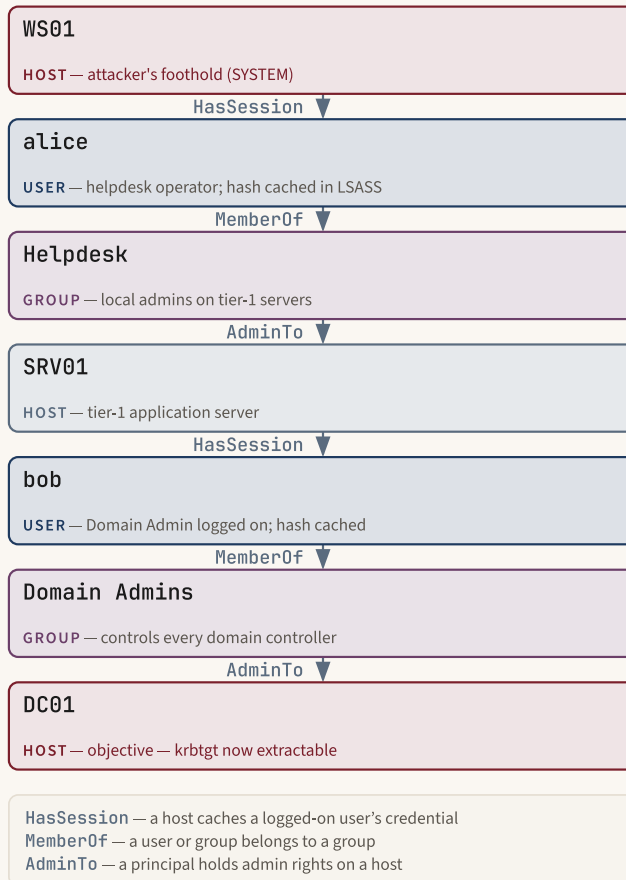 WS01
HOST — attacker's foothold (SYSTEM)
HasSession
alice
USER — helpdesk operator; hash cached in LSASS
MemberOf
Helpdesk
GROUP — local admins on tier-1 servers
AdminTo
SRV01
HOST — tier-1 application server
HasSession
bob
USER — Domain Admin logged on; hash cached
MemberOf
Domain Admins
GROUP — controls every domain controller
AdminTo
DC01
HOST — objective — krbtgt now extractable
HasSession — a host caches a logged-on user’s credential
MemberOf — a user or group belongs to a group
AdminTo — a principal holds admin rights on a host